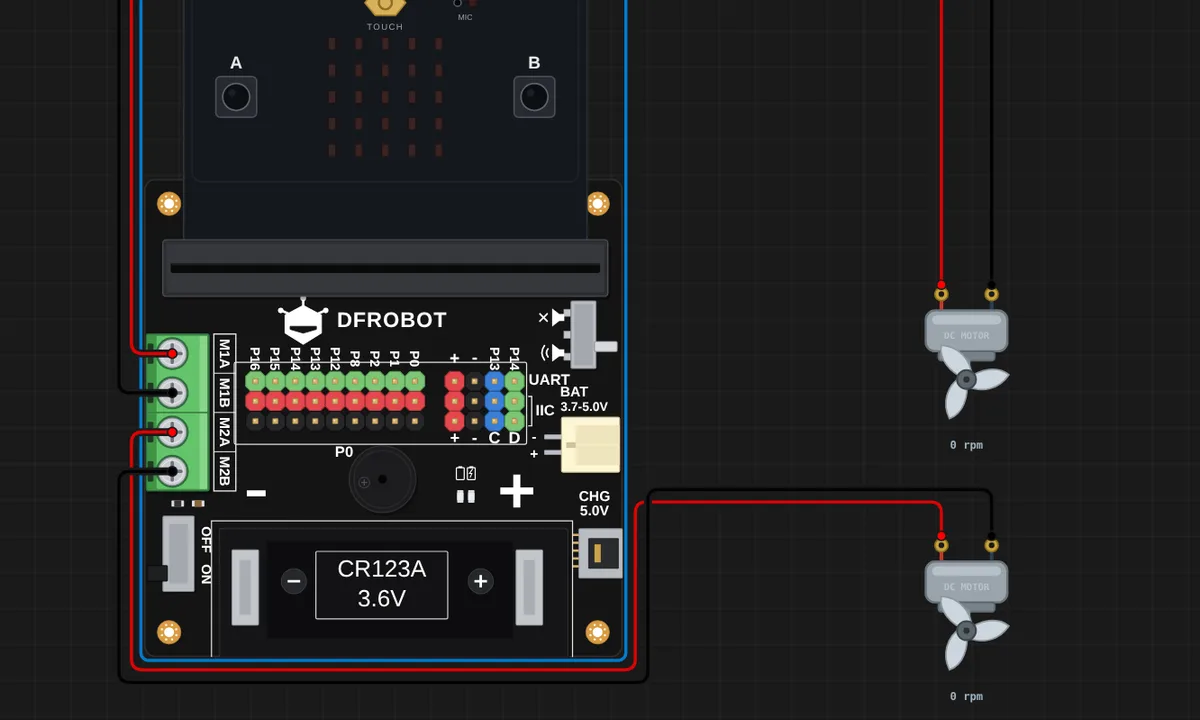 TOUCH
MIC
A
B
DFROBOT
M1A
M1B
M2A
M2B
P16
P15
P14
P13
P12
P8
P2
P1
P0
+
-
P13
P14
UART
IIC
+
-
C
D
P0
BAT
3.7-5.0V
-
+
CHG
5.0V
OFF
ON
CR123A
3.6V
DC MOTOR
0 rpm
DC MOTOR
0 rpm